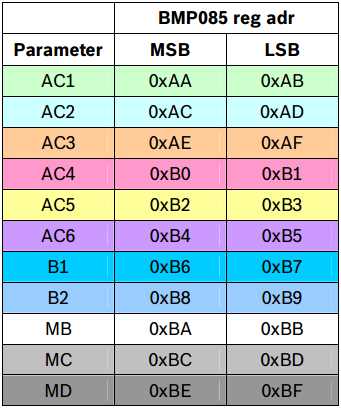 BMP085 reg adr
Parameter MSB LSB
AC1 0xAA 0xAB
AC2 0xAC 0xAD
AC3 0xAE 0xAF
AC4 0xB0 0xB1
AC5 0xB2 0xB3
AC6 0xB4 0xB5
B1 0xB6 0xB7
B2 0xB8 0xB9
MB 0xBA 0xBB
MC 0xBC 0xBD
MD 0xBE 0xBF